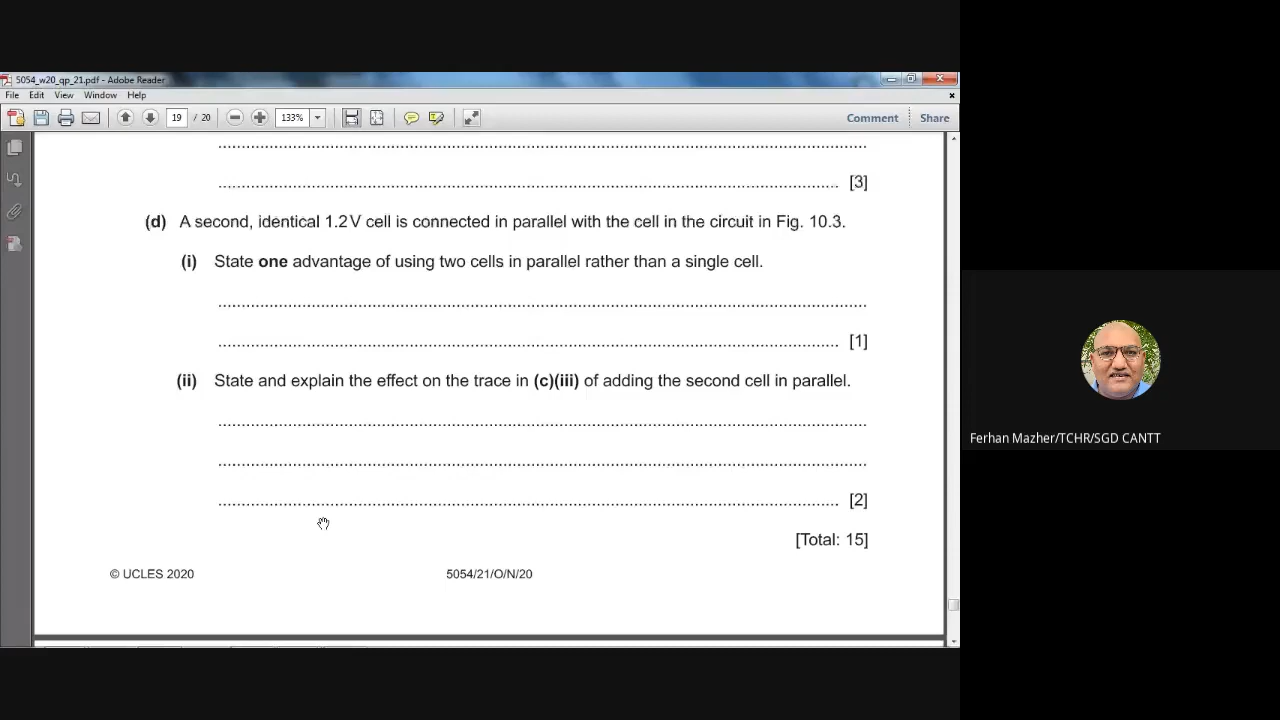 5054_w20_qp_21.pdf - Adobe Reader
File Edit View Window Help
19 / 20 133% Comment Share
.......................................................................................................................................... 
.................................................................................................................................... [3]
(d) A second, identical 1.2 V cell is connected in parallel with the cell in the circuit in Fig. 10.3.
(i) State one advantage of using two cells in parallel rather than a single cell.
..........................................................................................................................................
.................................................................................................................................... [1]
(ii) State and explain the effect on the trace in (c)(iii) of adding the second cell in parallel.
..........................................................................................................................................
..........................................................................................................................................
.................................................................................................................................... [2]
[Total: 15]
© UCLES 2020 5054/21/O/N/20
Ferhan Mazher/TCHR/SGD CANTT